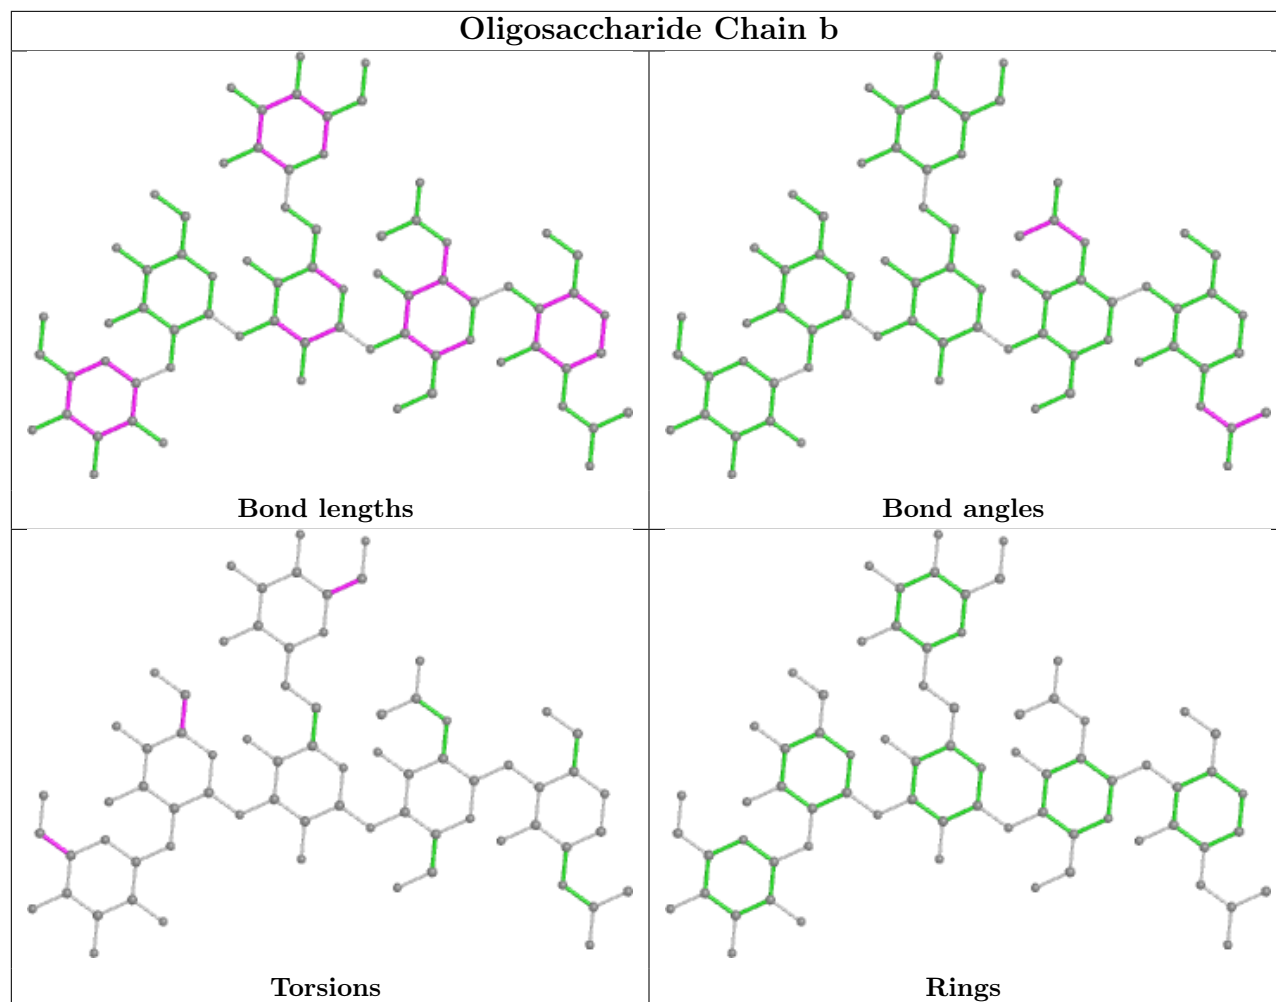 Oligosaccharide Chain b
Bond lengths
Bond angles
Torsions
Rings